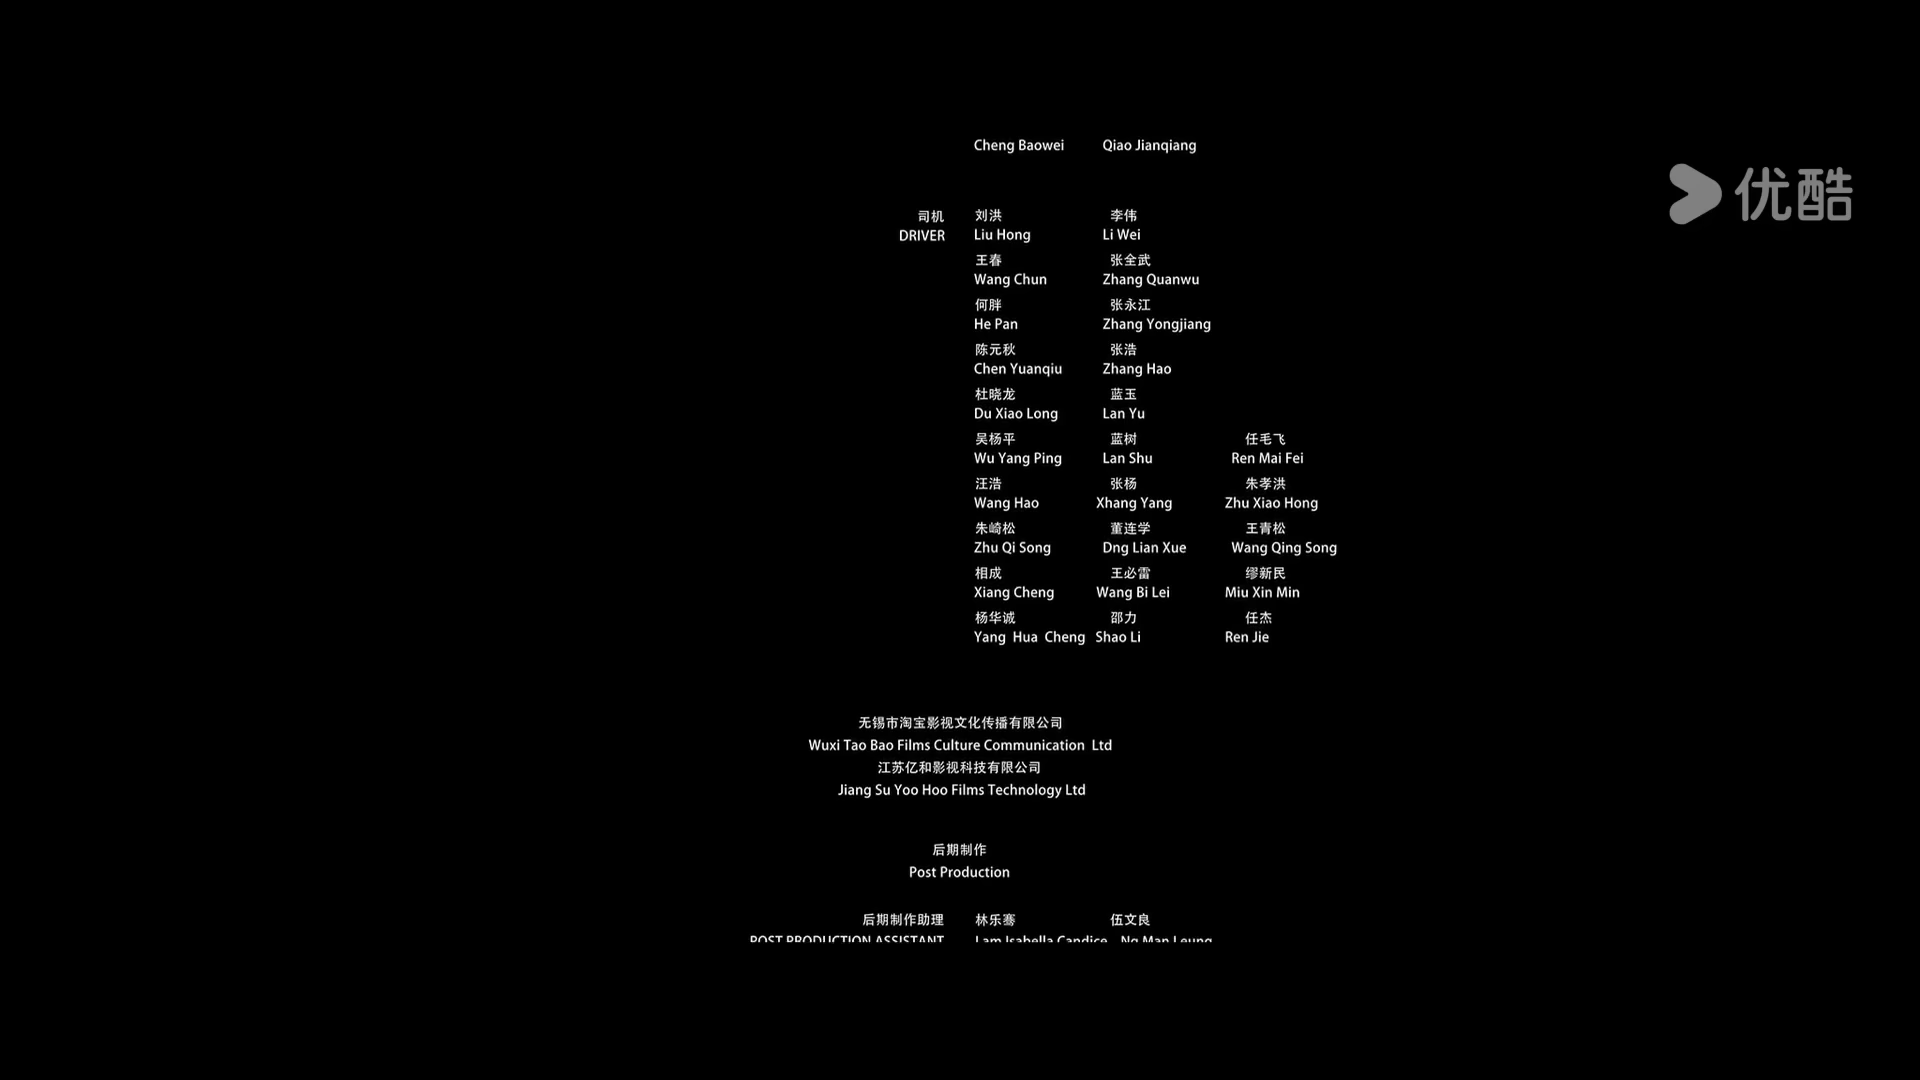 Cheng Baowei Qiao Jianqiang
优酷
司机 刘洪 李伟
DRIVER Liu Hong Li Wei
王春 张全武
Wang Chun Zhang Quanwu
何胖 张永江
He Pan Zhang Yongjiang
陈元秋 张浩
Chen Yuanqiu Zhang Hao
杜晓龙 蓝玉
Du Xiao Long Lan Yu
吴杨平 蓝树 任毛飞
Wu Yang Ping Lan Shu Ren Mai Fei
汪浩 张杨 朱孝洪
Wang Hao Xhang Yang Zhu Xiao Hong
朱崎松 董连学 王青松
Zhu Qi Song Dng Lian Xue Wang Qing Song
相成 王必雷 缪新民
Xiang Cheng Wang Bi Lei Miu Xin Min
杨华诚 邵力 任杰
Yang Hua Cheng Shao Li Ren Jie
无锡市淘宝影视文化传播有限公司
Wuxi Tao Bao Films Culture Communication Ltd
江苏亿和影视科技有限公司
Jiang Su Yoo Hoo Films Technology Ltd
后期制作
Post Production
后期制作助理 林乐骞 伍文良
POST PRODUCTION ASSISTANT Lam Isabella Candice Ng Man Leung